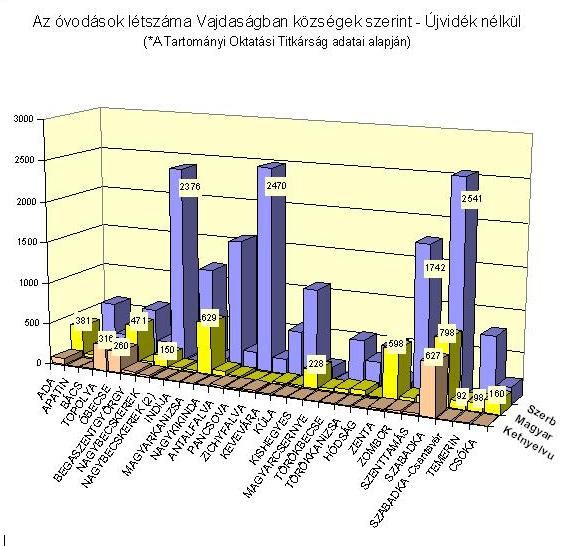 Az óvodások létszáma Vajdaságban községek szerint - Újvidék nélkül
(*A Tartományi Oktatási Titkárság adatai alapján)
3000
2500
2000
1500
1000
500
0
2376
2470
2541
1742
381
316
260
471
150
629
228
598
627
798
92
98
160
ADA
APATIN
BÁCS
TOPOLYA
ÓBECSE
BEGASZENTGYÖRGY
NAGYBECSKEREK
NAGYBECSKEREK (2)
INDIJA
MAGYARKANIZSA
NAGYKIKINDA
ANTALFALVA
PANCSOVA
ZICHYFALVA
KEVEVÁRA
KÚLA
KISHEGYES
MAGYARCSERNYE
TÖRÖKBECSE
TÖRÖKKANIZSA
HÓDSÁG
ZENTA
ZOMBOR
SZENTTAMÁS
SZABADKA
SZABADKA -Csantavér
TEMERIN
CSÓKA
Szerb
Magyar
Kétnyelvu